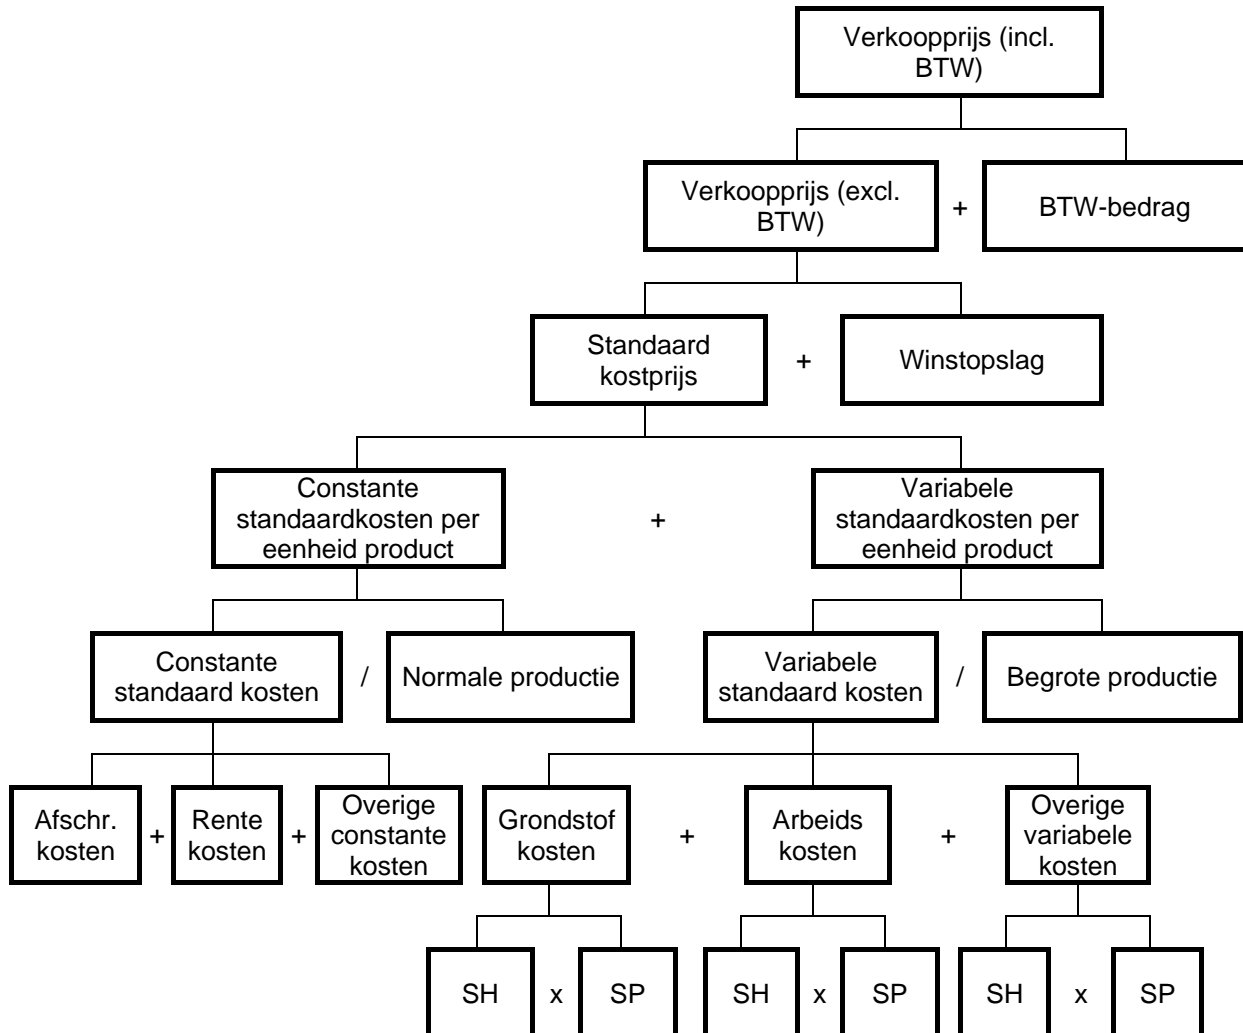 Verkoopprijs (incl.
BTW)
Verkoopprijs (excl.
BTW)
+
BTW-bedrag
Standaard
kostprijs
+
Winstopslag
Constante
standaardkosten per
eenheid product
+
Variabele
standaardkosten per
eenheid product
Constante
standaard kosten
/
Normale productie
Variabele
standaard kosten
/
Begrote productie
Afschr.
kosten
+
Rente
kosten
+
Overige
constante
kosten
Grondstof
kosten
+
Arbeids
kosten
+
Overige
variabele
kosten
SH
x
SP
SH
x
SP
SH
x
SP